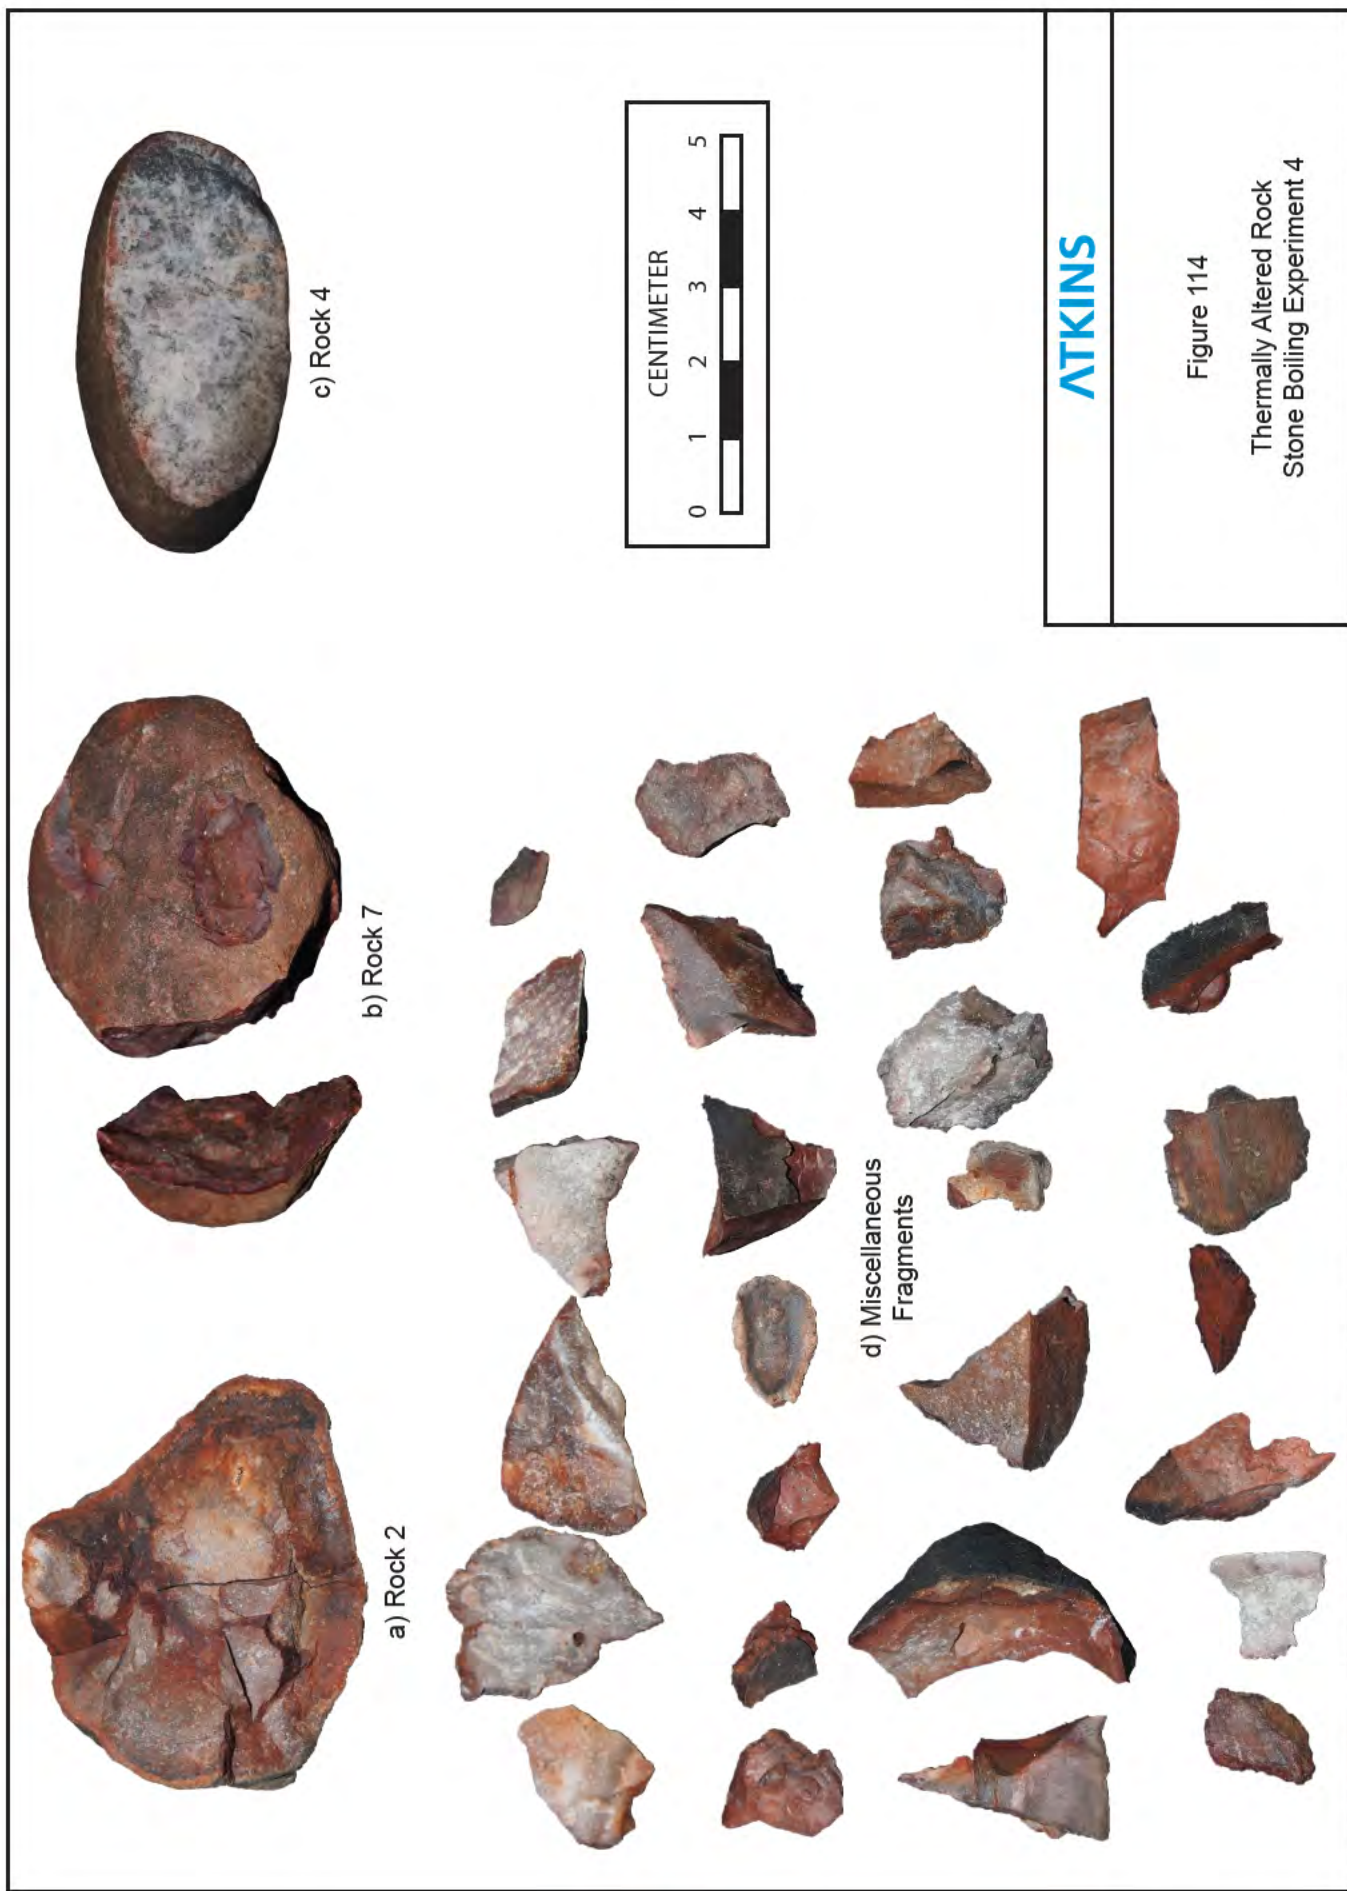 a) Rock 2
b) Rock 7
c) Rock 4
d) Miscellaneous
Fragments
CENTIMETER
0 1 2 3 4 5
ATKINS
Figure 114
Thermally Altered Rock
Stone Boiling Experiment 4